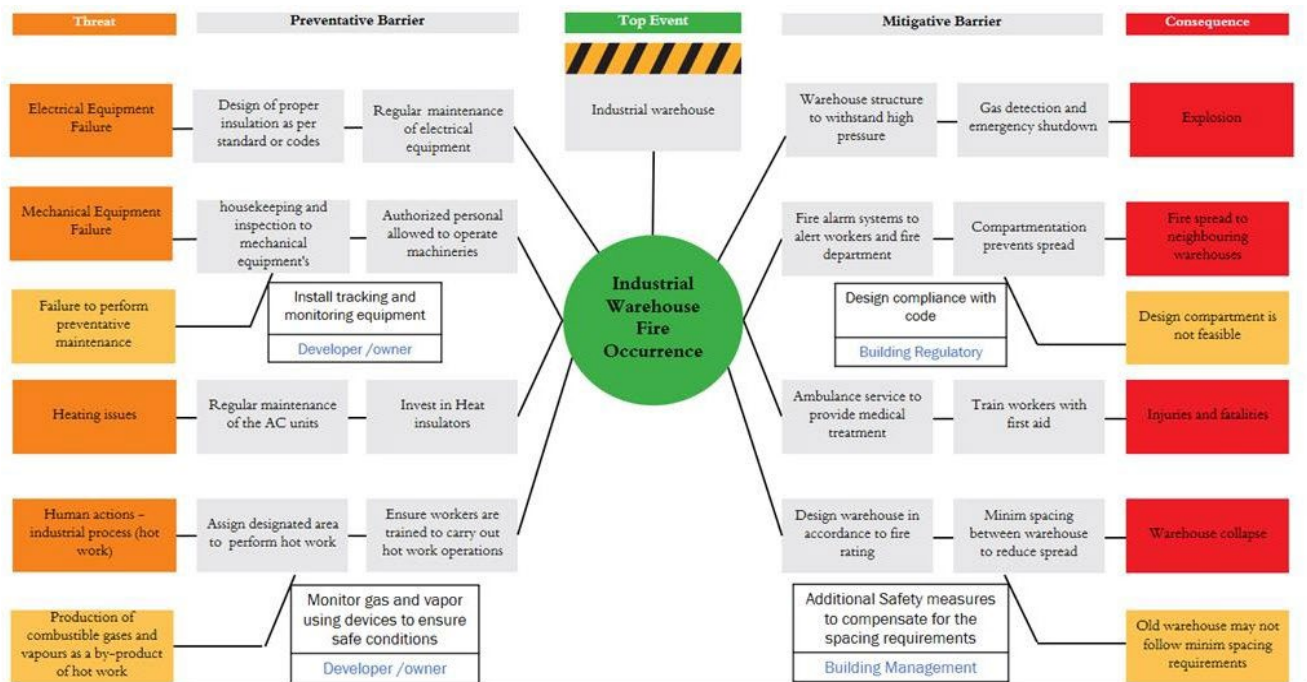 Threat
Preventative Barrier
Top Event
Mitigative Barrier
Consequence
Electrical Equipment
Failure
Design of proper
insulation as per
standard or codes
Regular maintenance
of electrical
equipment
Industrial warehouse
Warehouse structure
to withstand high
pressure
Gas detection and
emergency shutdown
Explosion
Mechanical Equipment
Failure
housekeeping and
inspection to
mechanical
equipment's
Authorized personal
allowed to operate
machineries
Fire alarm systems to
alert workers and fire
department
Compartmentation
prevents spread
Fire spread to
neighbouring
warehouses
Industrial
Warehouse
Fire
Occurrence
Failure to perform
preventative
maintenance
Install tracking and
monitoring equipment
Developer /owner
Design compliance with
code
Building Regulatory
Design compartment is
not feasible
Heating issues
Regular maintenance
of the AC units
Invest in Heat
insulators
Ambulance service to
provide medical
treatment
Train workers with
first aid
Injuries and fatalities
Human actions –
industrial process (hot
work)
Assign designated area
to perform hot work
Ensure workers are
trained to carry out
hot work operations
Design warehouse in
accordance to fire
rating
Minim spacing
between warehouse
to reduce spread
Warehouse collapse
Production of
combustible gases and
vapours as a by-product
of hot work
Monitor gas and vapor
using devices to ensure
safe conditions
Developer /owner
Additional Safety measures
to compensate for the
spacing requirements
Building Management
Old warehouse may not
follow minim spacing
requirements